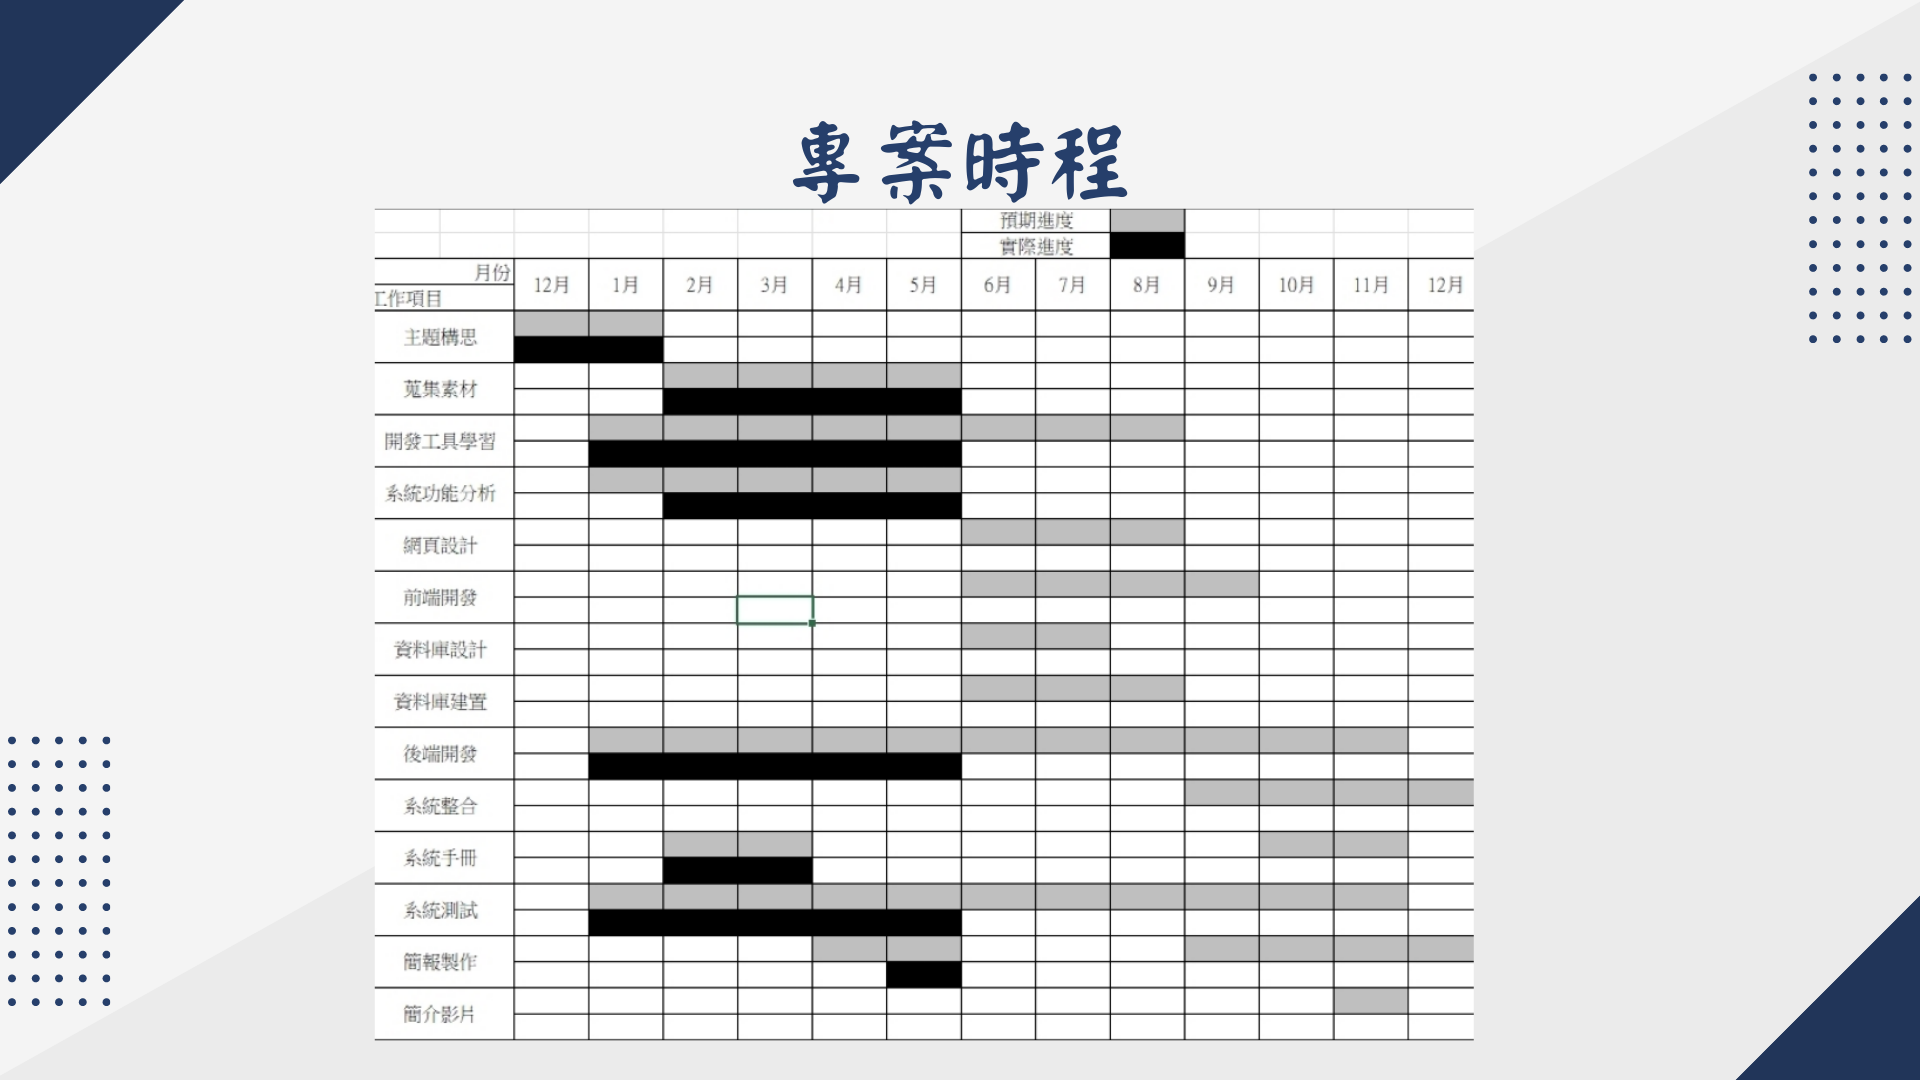 專案時程
預期進度
實際進度
月份
工作項目
12月 1月 2月 3月 4月 5月 6月 7月 8月 9月 10月 11月 12月
主題構思
蒐集素材
開發工具學習
系統功能分析
網頁設計
前端開發
資料庫設計
資料庫建置
後端開發
系統整合
系統手冊
系統測試
簡報製作
簡介影片